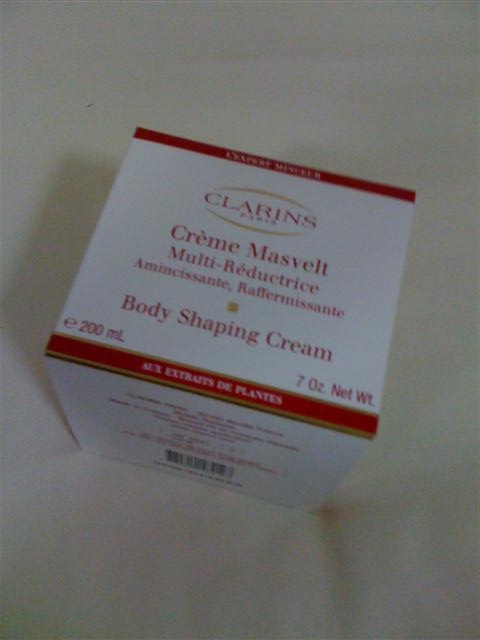 L'EXPERT MINCEUR
CLARINS
PARIS
Crème Masvelt
Multi-Réductrice
Amincissante, Raffermissante
Body Shaping Cream
e 200 mL
7 Oz. Net Wt.
AUX EXTRAITS DE PLANTES